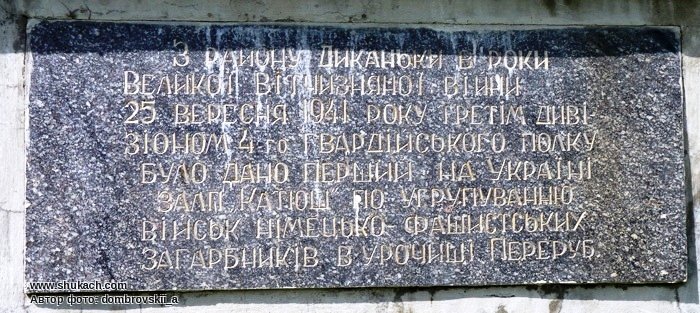 З району Диканьки в роки
Великої Вітчизняної війни
25 вересня 1941 року третім диві-
зіоном 4-го гвардійського полку
було дано перший на Україні
залп "Катюш" по угрупуванню
військ німецько-фашистських
загарбників в урочищі Переруб.
www.shukach.com
Автор фото: dombrovskii_a